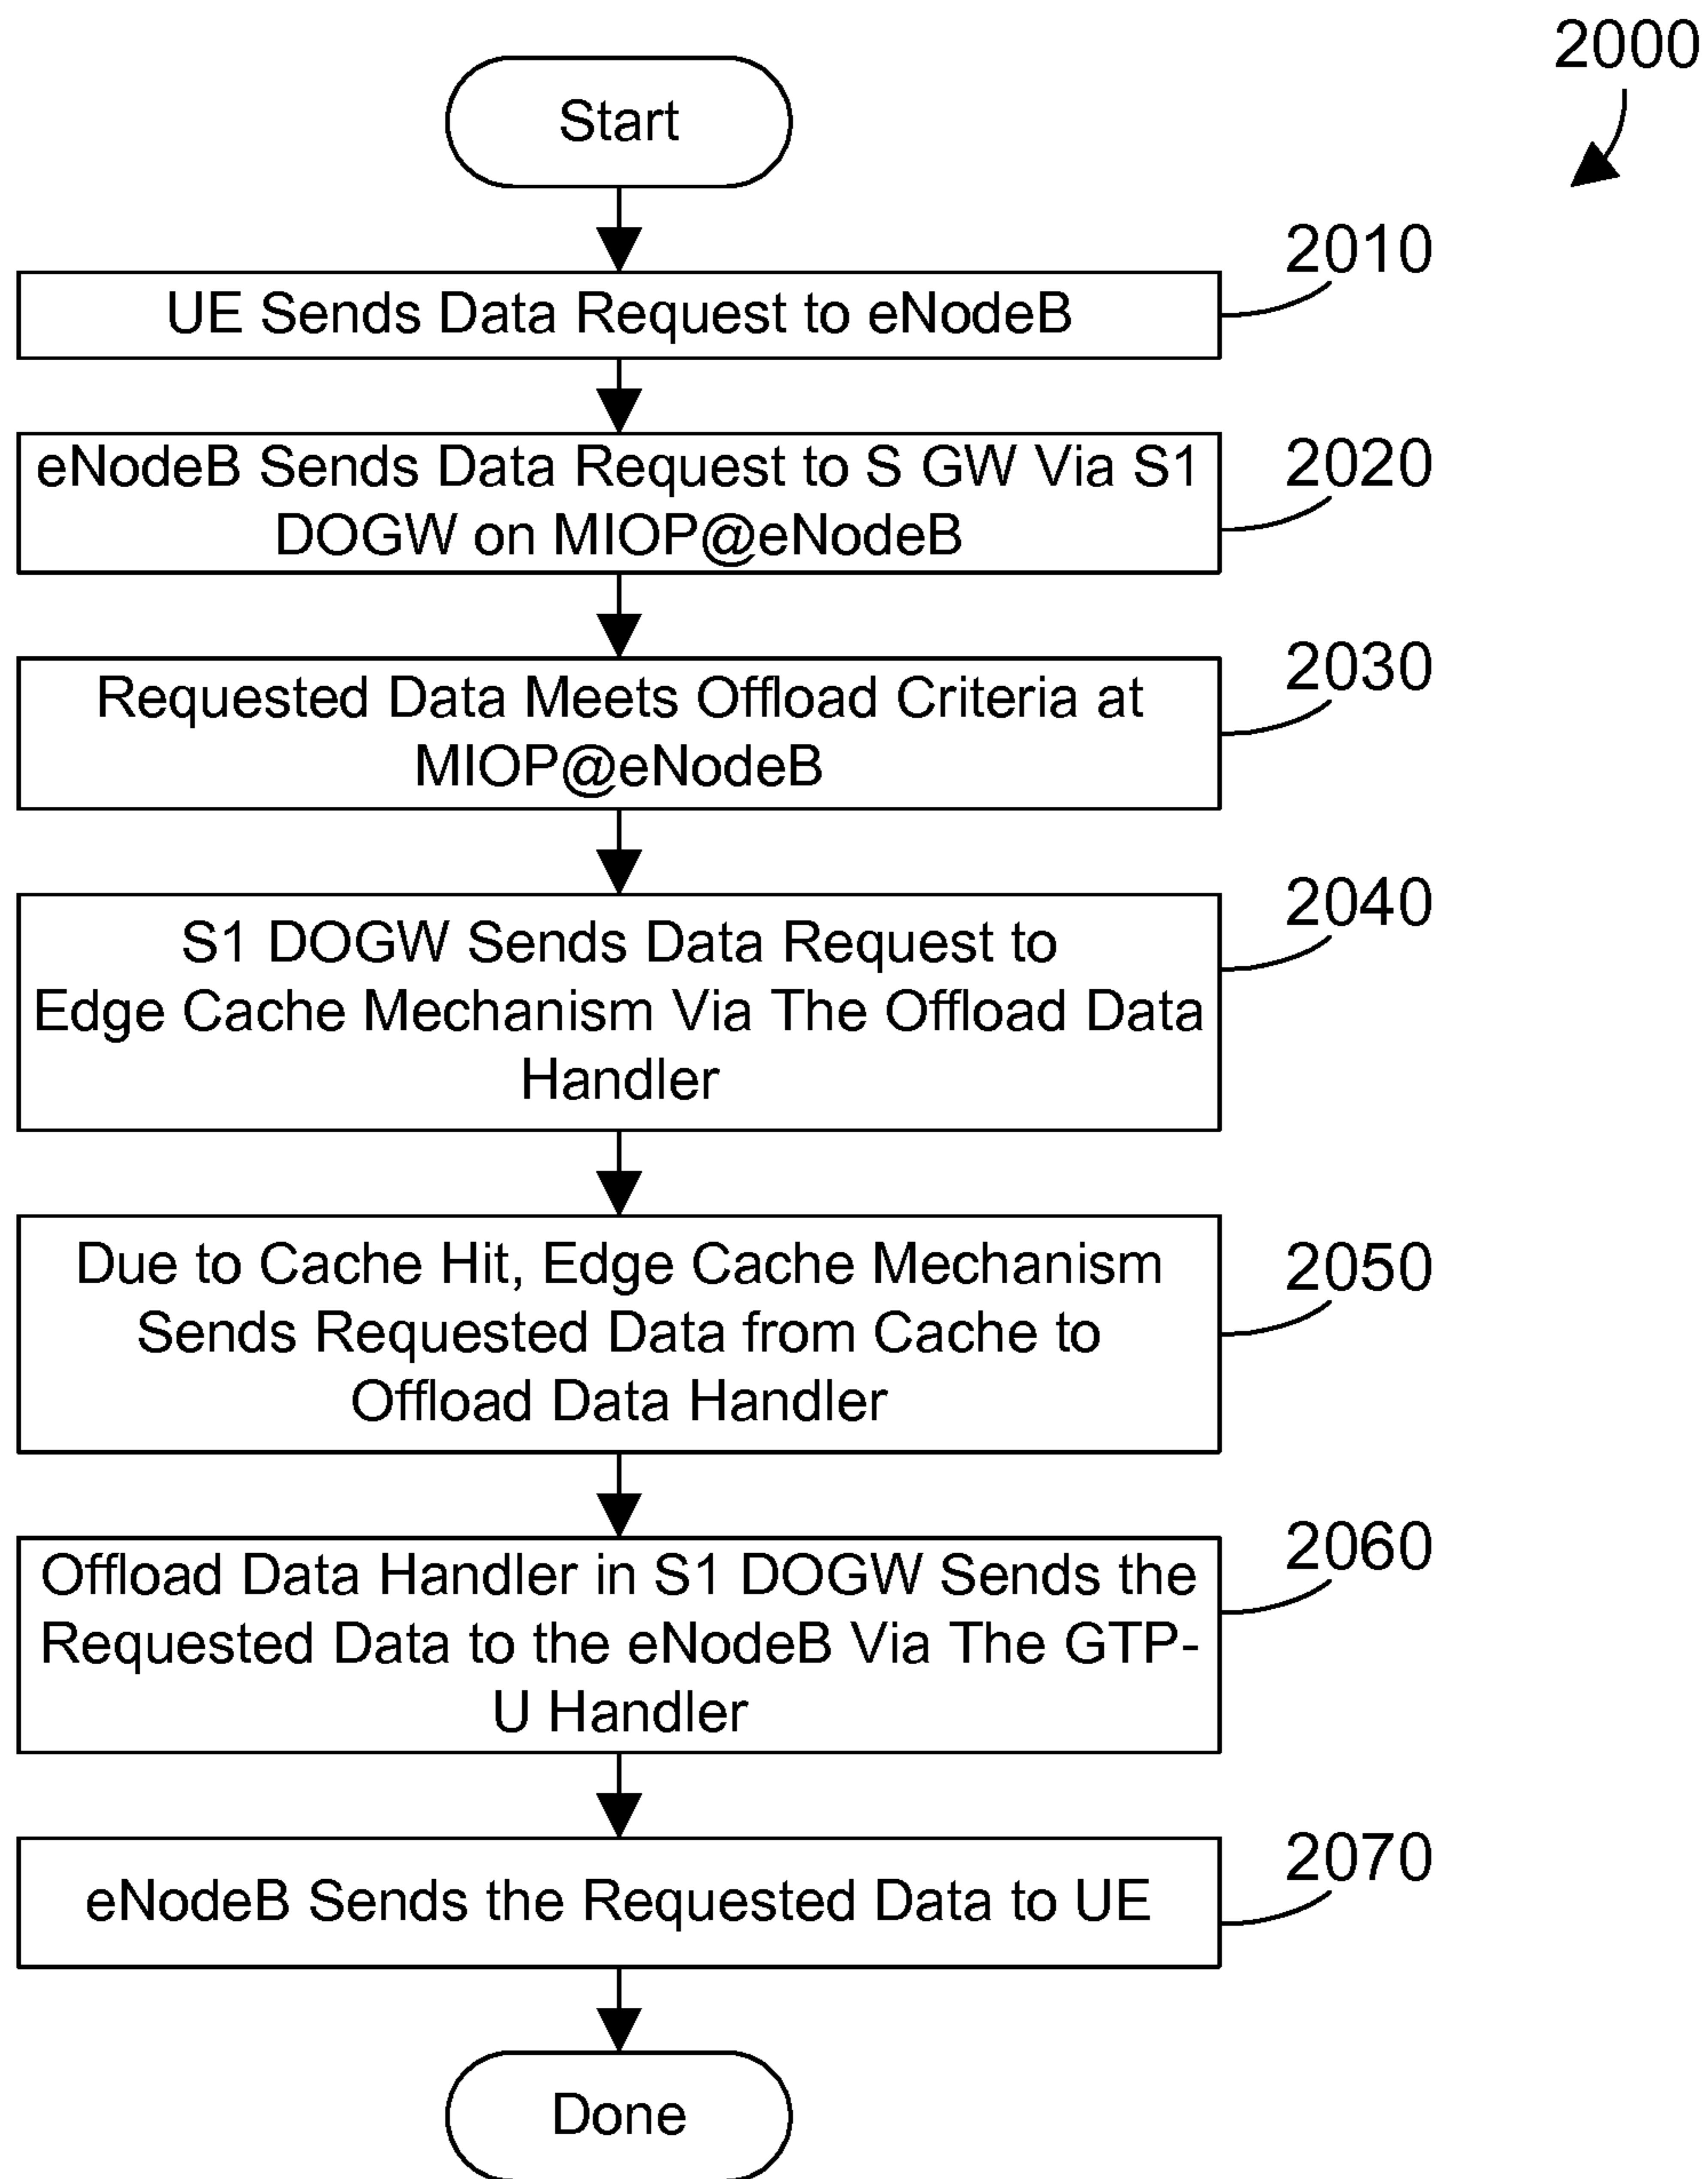 2000
Start
2010
UE Sends Data Request to eNodeB
2020
eNodeB Sends Data Request to S GW Via S1
DOGW on MIOP@eNodeB
2030
Requested Data Meets Offload Criteria at
MIOP@eNodeB
2040
S1 DOGW Sends Data Request to
Edge Cache Mechanism Via The Offload Data
Handler
2050
Due to Cache Hit, Edge Cache Mechanism
Sends Requested Data from Cache to
Offload Data Handler
2060
Offload Data Handler in S1 DOGW Sends the
Requested Data to the eNodeB Via The GTP-
U Handler
2070
eNodeB Sends the Requested Data to UE
Done